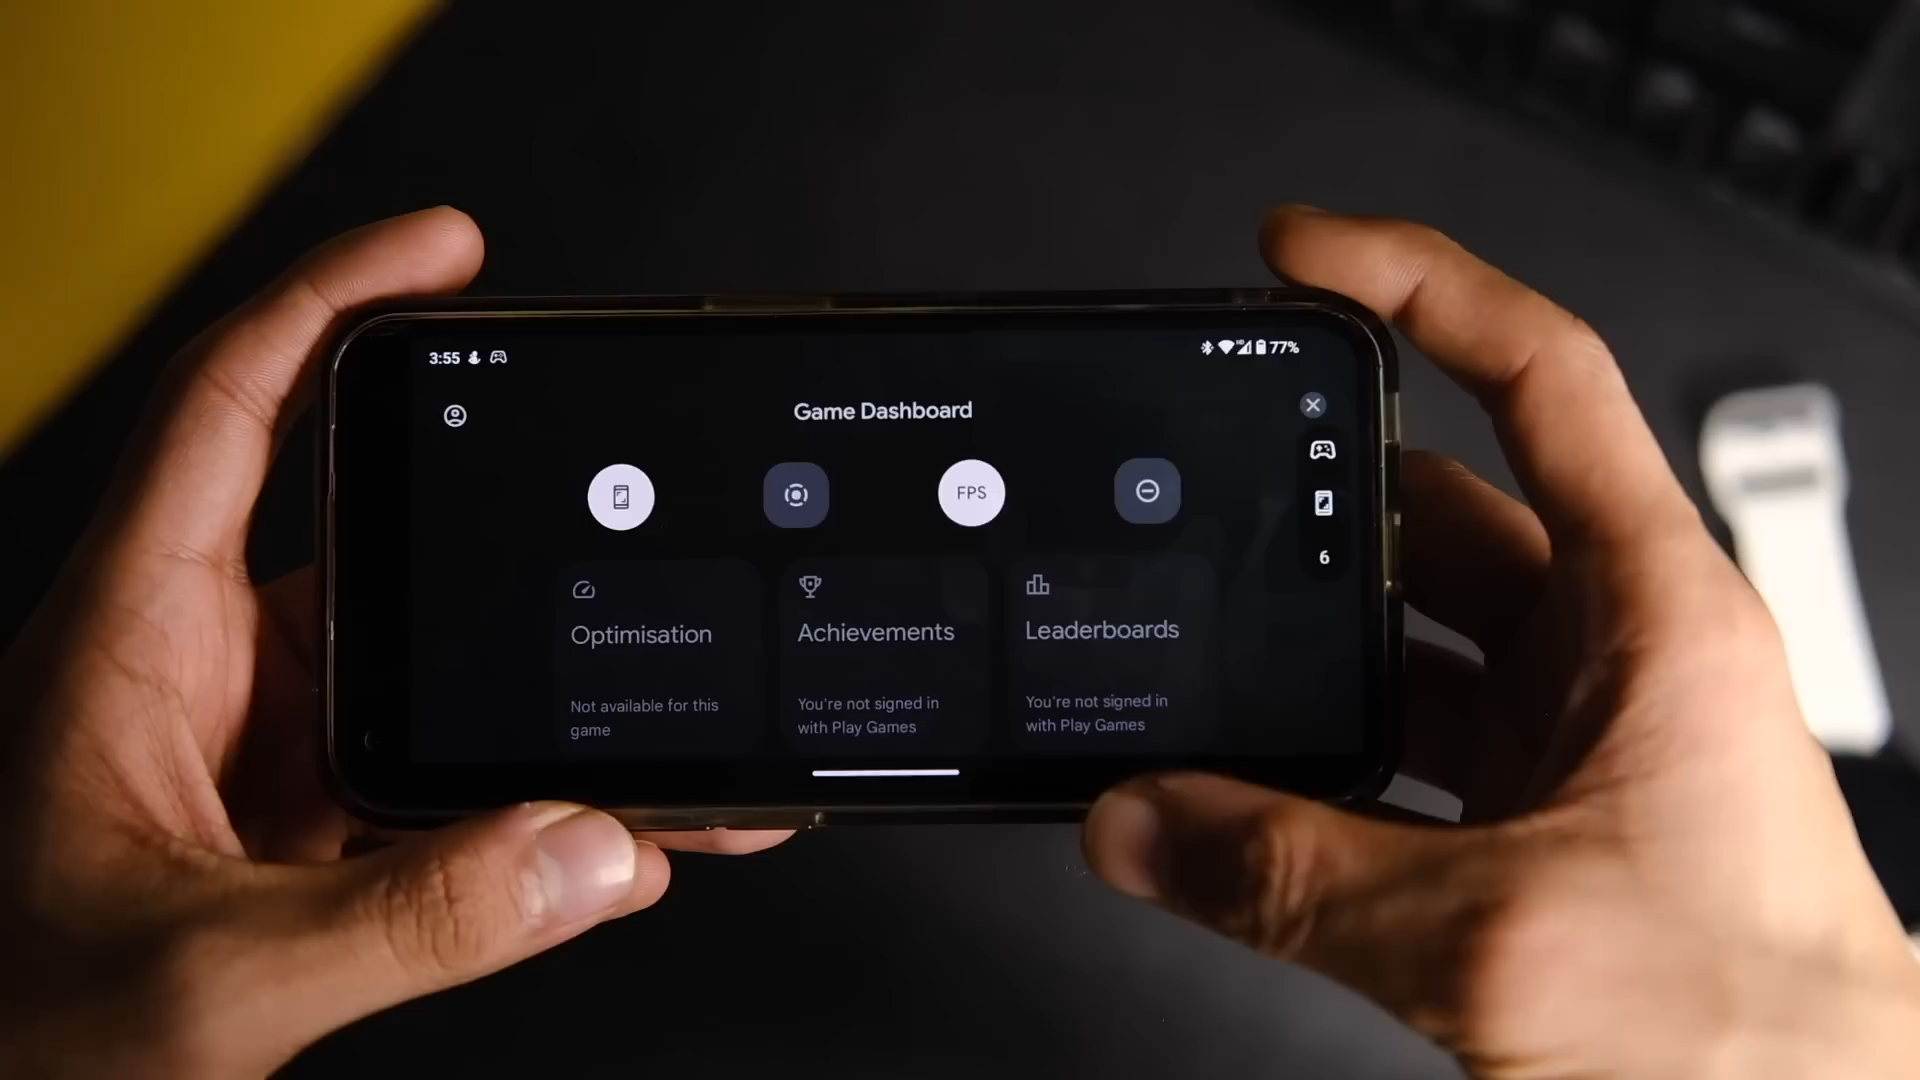 3:55
77%
Game Dashboard
FPS
6
Optimisation
Not available for this
game
Achievements
You're not signed in
with Play Games
Leaderboards
You're not signed in
with Play Games